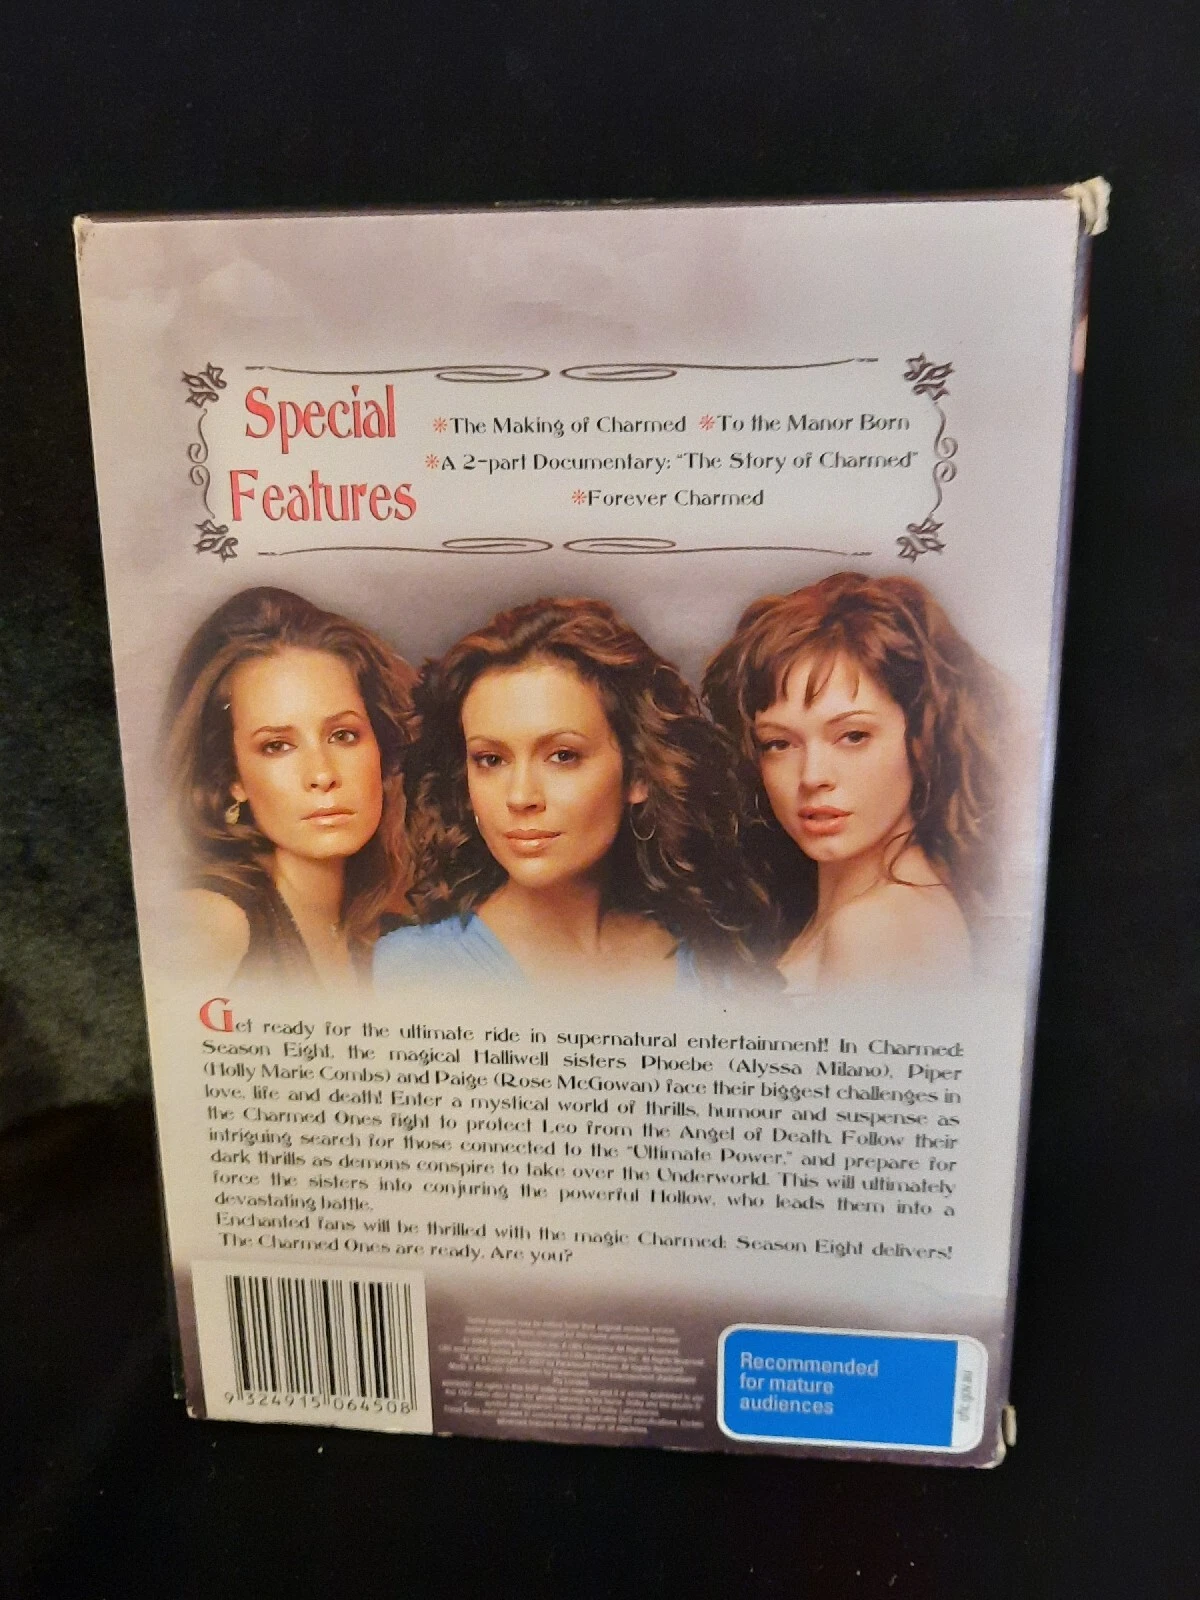 Special
Features
*The Making of Charmed *To the Manor Born
*A 2-part Documentary: "The Story of Charmed"
*Forever Charmed
Get ready for the ultimate ride in supernatural entertainment! In Charmed:
Season Eight, the magical Halliwell sisters Phoebe (Alyssa Milano), Piper
(Holly Marie Combs) and Paige (Rose McGowan) face their biggest challenges in
love, life and death! Enter a mystical world of thrills, humour and suspense as
the Charmed Ones fight to protect Leo from the Angel of Death. Follow their
intriguing search for those connected to the "Ultimate Power," and prepare for
dark thrills as demons conspire to take over the Underworld. This will ultimately
force the sisters into conjuring the powerful Hollow, who leads them into a
devastating battle.
Enchanted fans will be thrilled with the magic Charmed: Season Eight delivers!
The Charmed Ones are ready. Are you?
9 324915 064508
Recommended
for mature
audiences